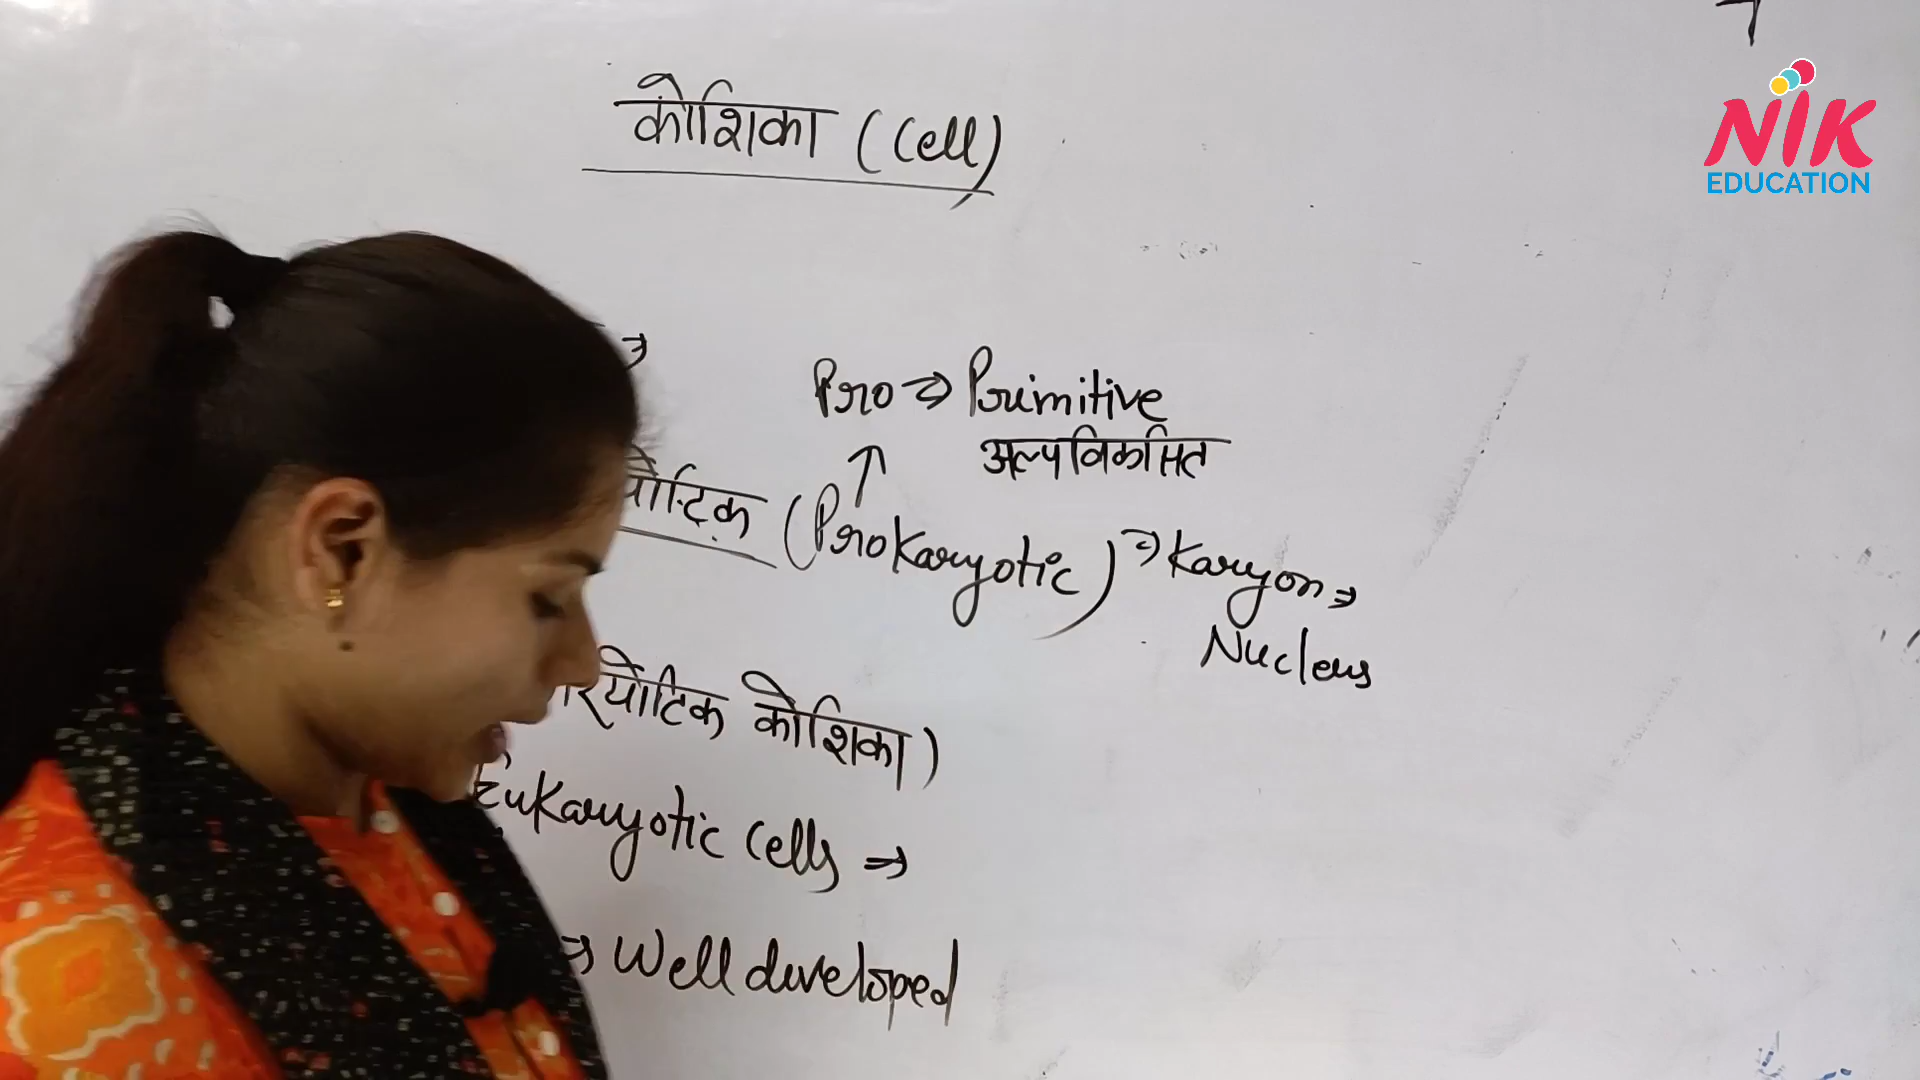 कोशिका (Cell)
NIK
EDUCATION
⇒
Pro ⇒ Primitive
अल्पविकसित
↑
योटिक (Prokaryotic) ⇒ Karyon ⇒
Nucleus
रियोटिक कोशिका)
Eukaryotic Cells ⇒
⇒ Well developed